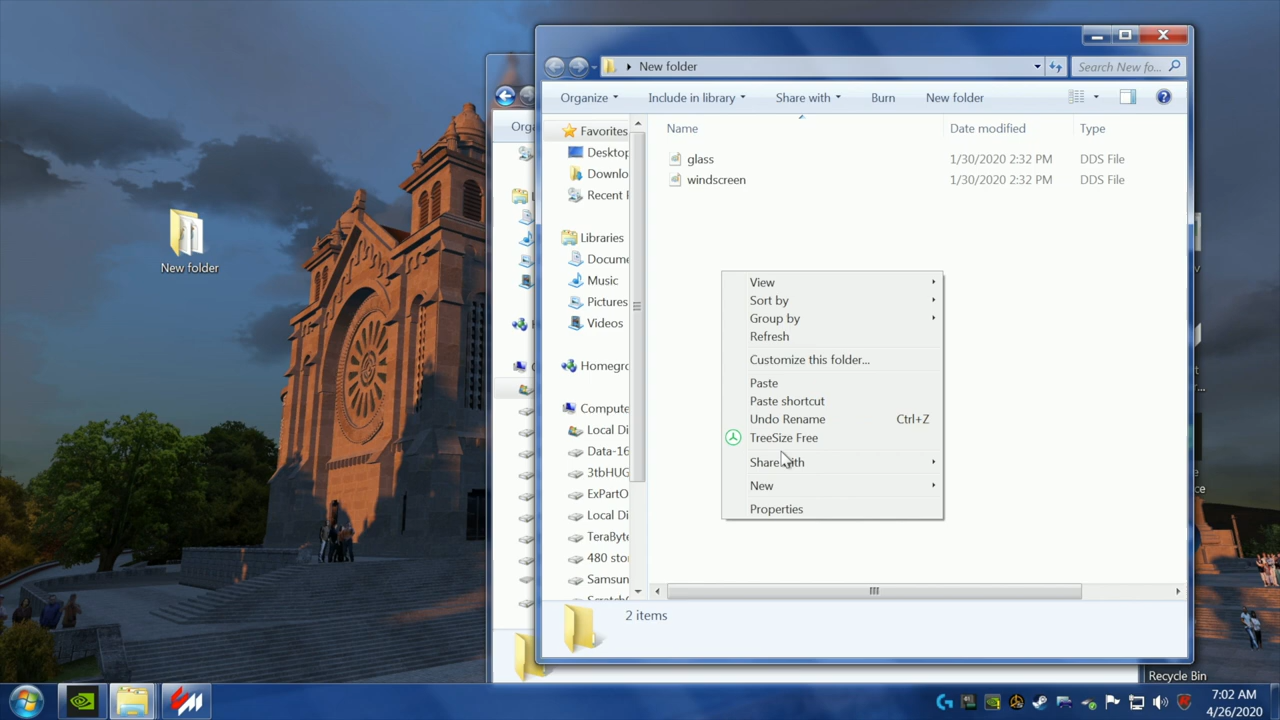 New folder
Search New fo...
Organize
Include in library
Share with
Burn
New folder
Name
Date modified
Type
glass
1/30/2020 2:32 PM
DDS File
windscreen
1/30/2020 2:32 PM
DDS File
Favorites
Desktop
Downlo
Recent
Libraries
Docume
Music
Pictures
Videos
Homegro
Compute
Local Di
Data-16
3tbHUG
ExPartO
Local Di
TeraByte
480 sto
Samsun
View
Sort by
Group by
Refresh
Customize this folder...
Paste
Paste shortcut
Undo Rename
Ctrl+Z
TreeSize Free
Share with
New
Properties
2 items
New folder
Orga
Recycle Bin
7:02 AM
4/26/2020